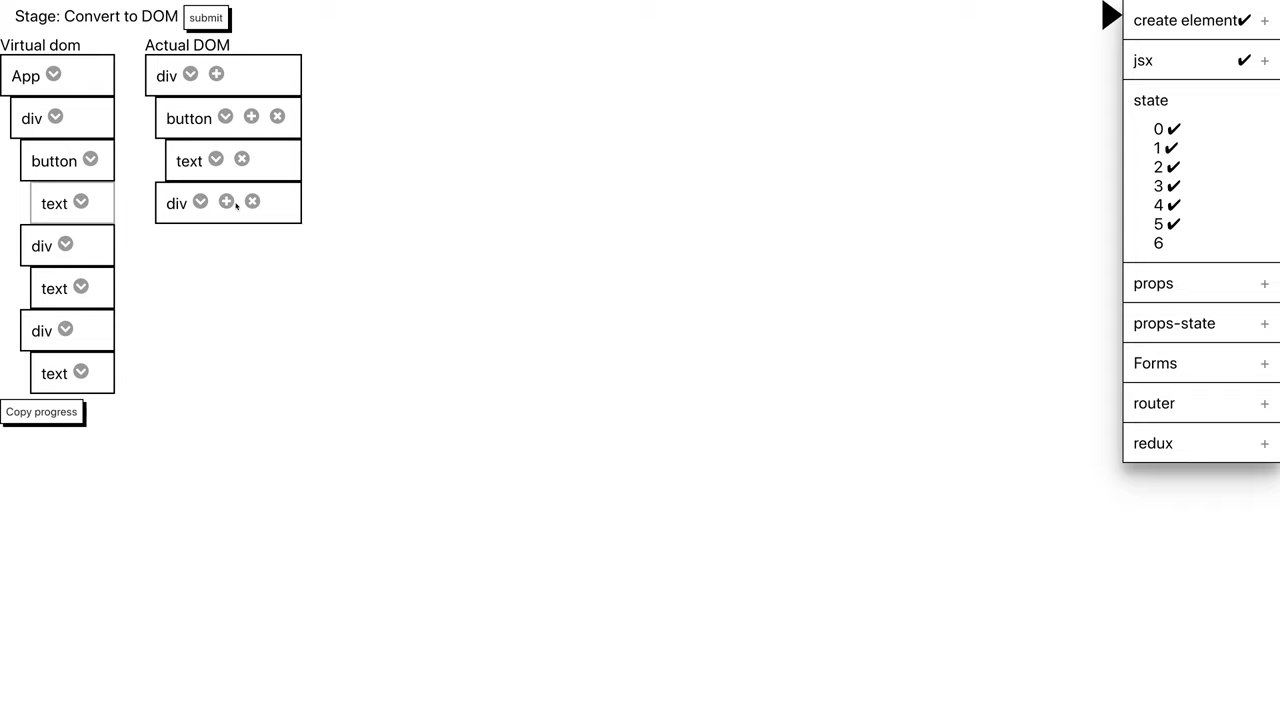 Stage: Convert to DOM submit
Virtual dom
App
div
button
text
div
text
div
text
Copy progress
Actual DOM
div
button
text
div
create element✔ +
jsx ✔ +
state
0 ✔
1 ✔
2 ✔
3 ✔
4 ✔
5 ✔
6
props +
props-state +
Forms +
router +
redux +